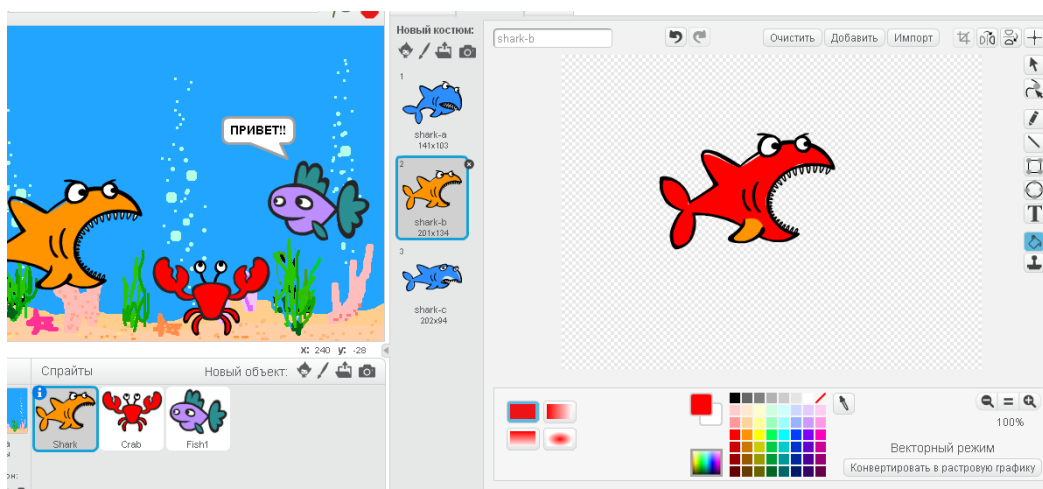 ПРИВЕТ!!
x: 240 y: -28
Спрайты
Новый объект:
Shark
Crab
Fish1
Новый костюм:
1
shark-a
141x103
2
shark-b
201x134
3
shark-c
202x94
shark-b
Очистить
Добавить
Импорт
T
100%
Векторный режим
Конвертировать в растровую графику